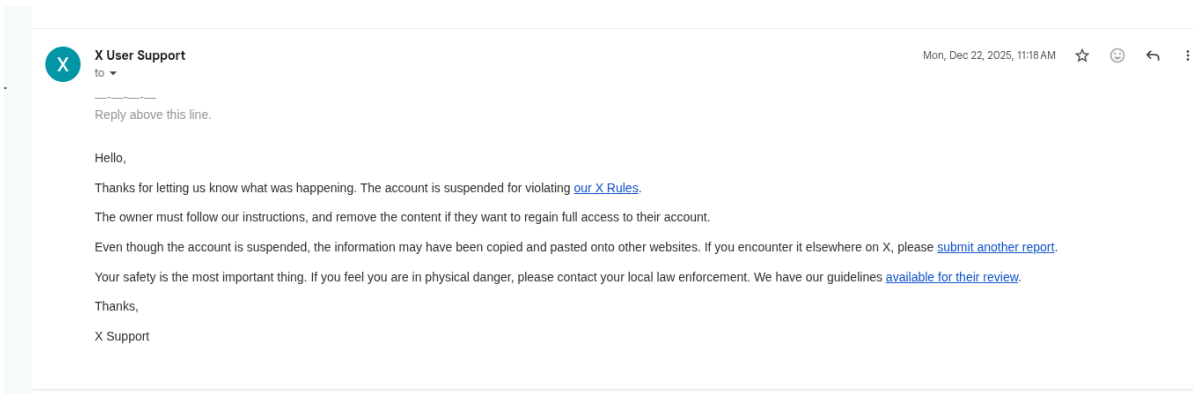 X
X User Support
Mon, Dec 22, 2025, 11:18 AM
to
—-—-—-—
Reply above this line.
Hello,
Thanks for letting us know what was happening. The account is suspended for violating our X Rules.
The owner must follow our instructions, and remove the content if they want to regain full access to their account.
Even though the account is suspended, the information may have been copied and pasted onto other websites. If you encounter it elsewhere on X, please submit another report.
Your safety is the most important thing. If you feel you are in physical danger, please contact your local law enforcement. We have our guidelines available for their review.
Thanks,
X Support